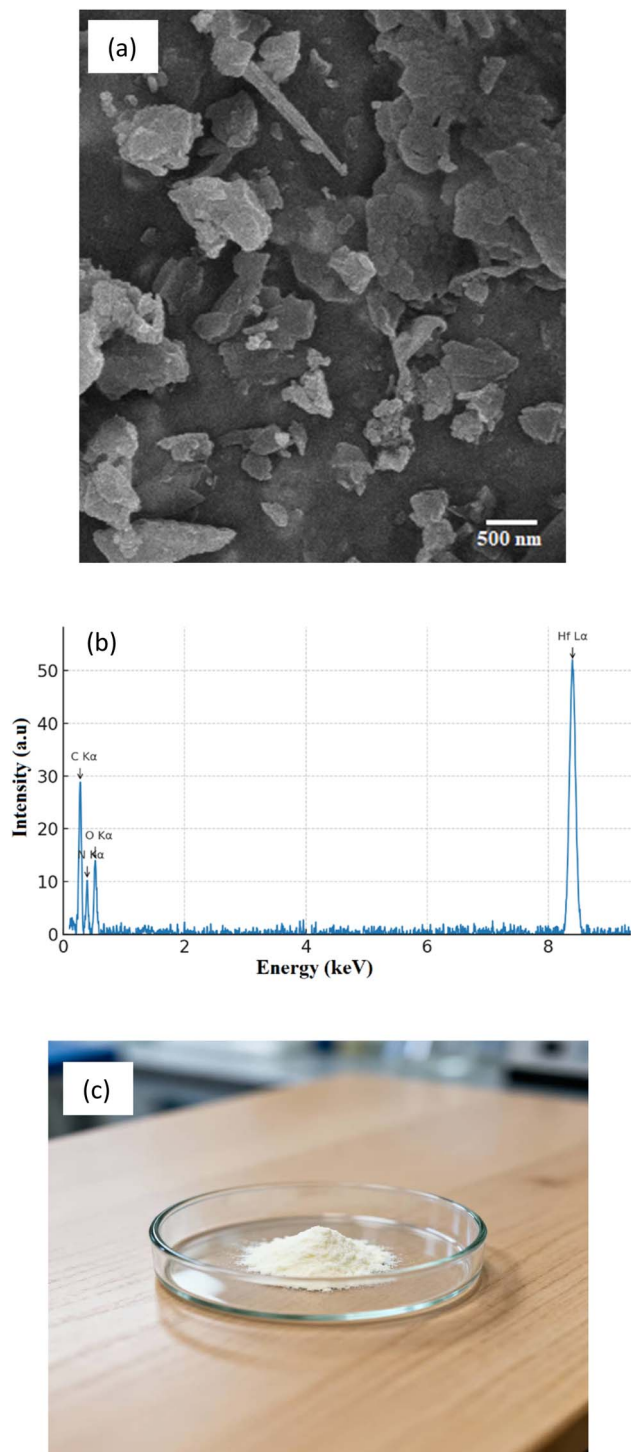 (a)
500 nm
(b)
Hf Lα
50
40
C Kα
30
20
O Kα
N Kα
10
0
0
2
4
6
8
Intensity (a.u)
Energy (keV)
(c)